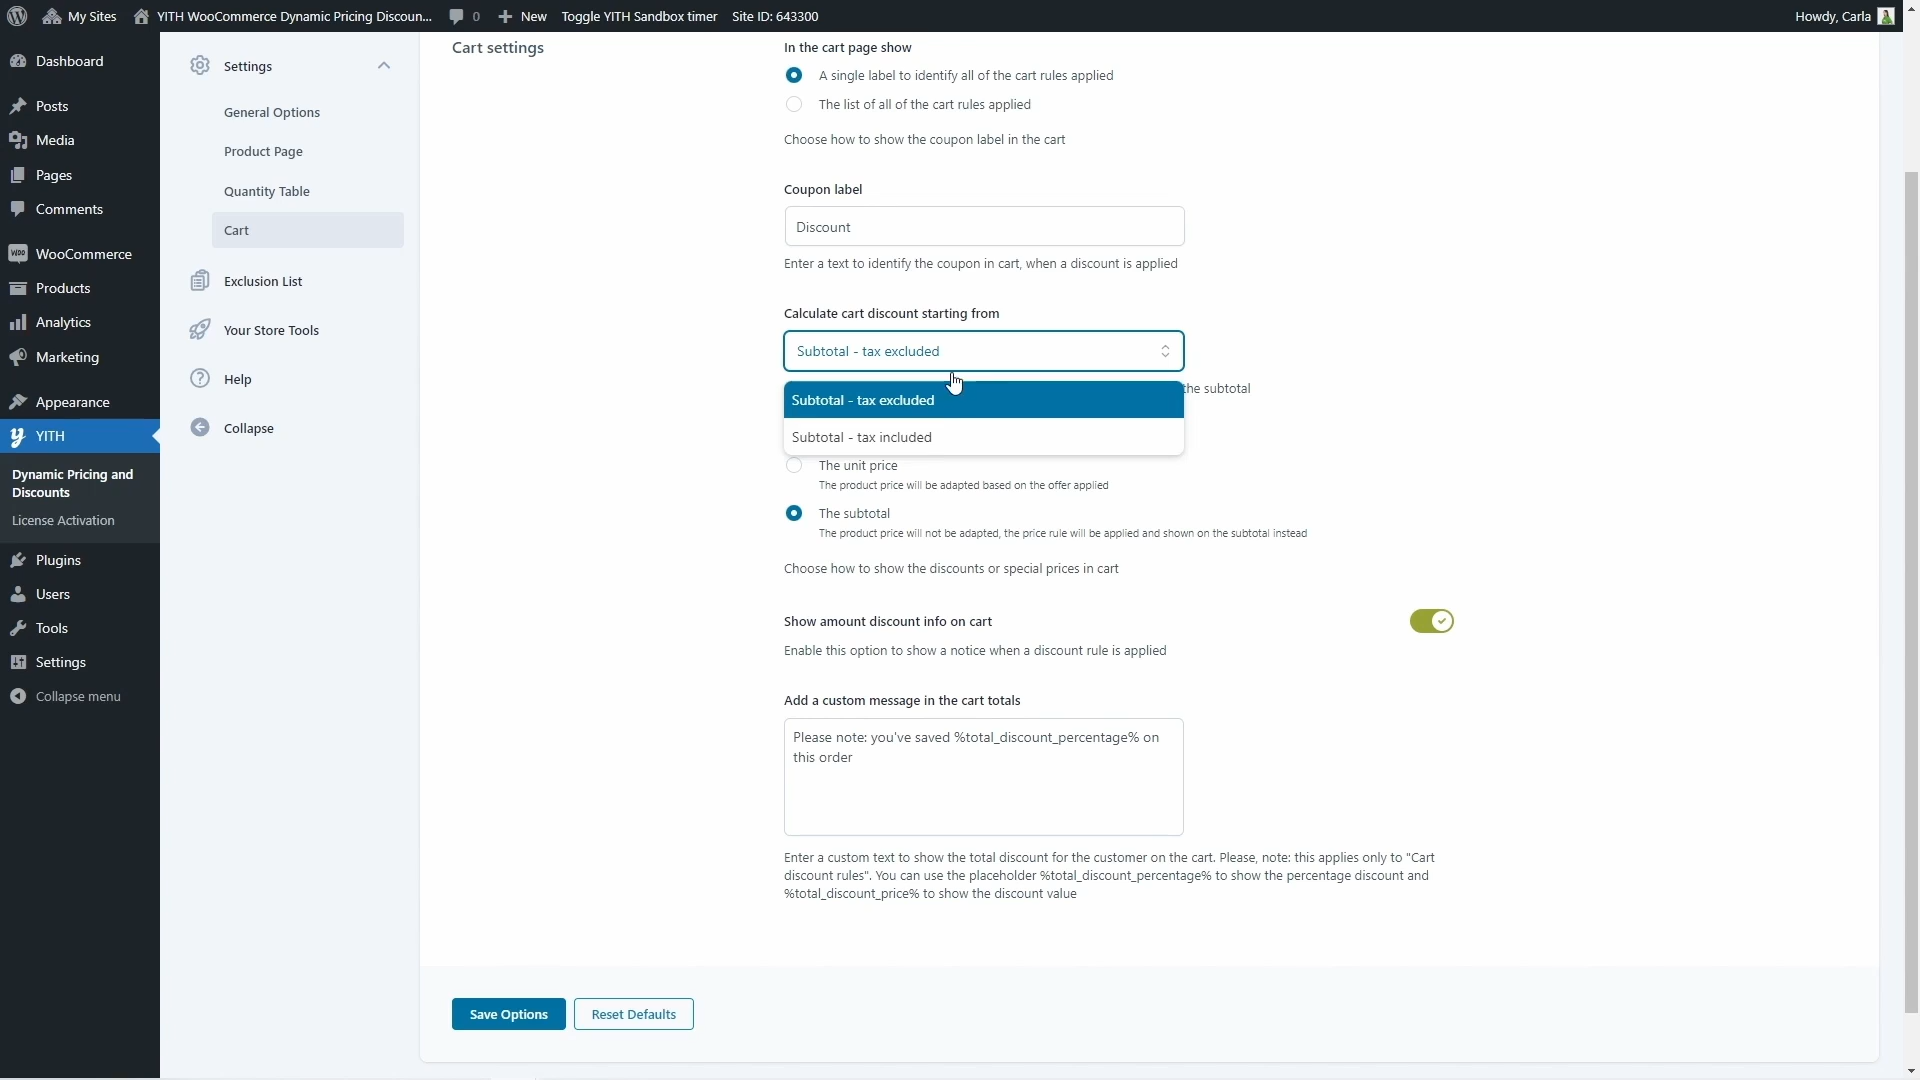 My Sites
YITH WooCommerce Dynamic Pricing Discoun...
0
New
Toggle YITH Sandbox timer
Site ID: 643300
Howdy, Carla
Dashboard
Posts
Media
Pages
Comments
WooCommerce
Products
Analytics
Marketing
Appearance
YITH
Dynamic Pricing and
Discounts
License Activation
Plugins
Users
Tools
Settings
Collapse menu
Settings
General Options
Product Page
Quantity Table
Cart
Exclusion List
Your Store Tools
Help
Collapse
Cart settings
In the cart page show
A single label to identify all of the cart rules applied
The list of all of the cart rules applied
Choose how to show the coupon label in the cart
Coupon label
Discount
Enter a text to identify the coupon in cart, when a discount is applied
Calculate cart discount starting from
Subtotal - tax excluded
the subtotal
Subtotal - tax excluded
Subtotal - tax included
The unit price
The product price will be adapted based on the offer applied
The subtotal
The product price will not be adapted, the price rule will be applied and shown on the subtotal instead
Choose how to show the discounts or special prices in cart
Show amount discount info on cart
Enable this option to show a notice when a discount rule is applied
Add a custom message in the cart totals
Please note: you've saved %total_discount_percentage% on
this order
Enter a custom text to show the total discount for the customer on the cart. Please, note: this applies only to "Cart
discount rules". You can use the placeholder %total_discount_percentage% to show the percentage discount and
%total_discount_price% to show the discount value
Save Options
Reset Defaults